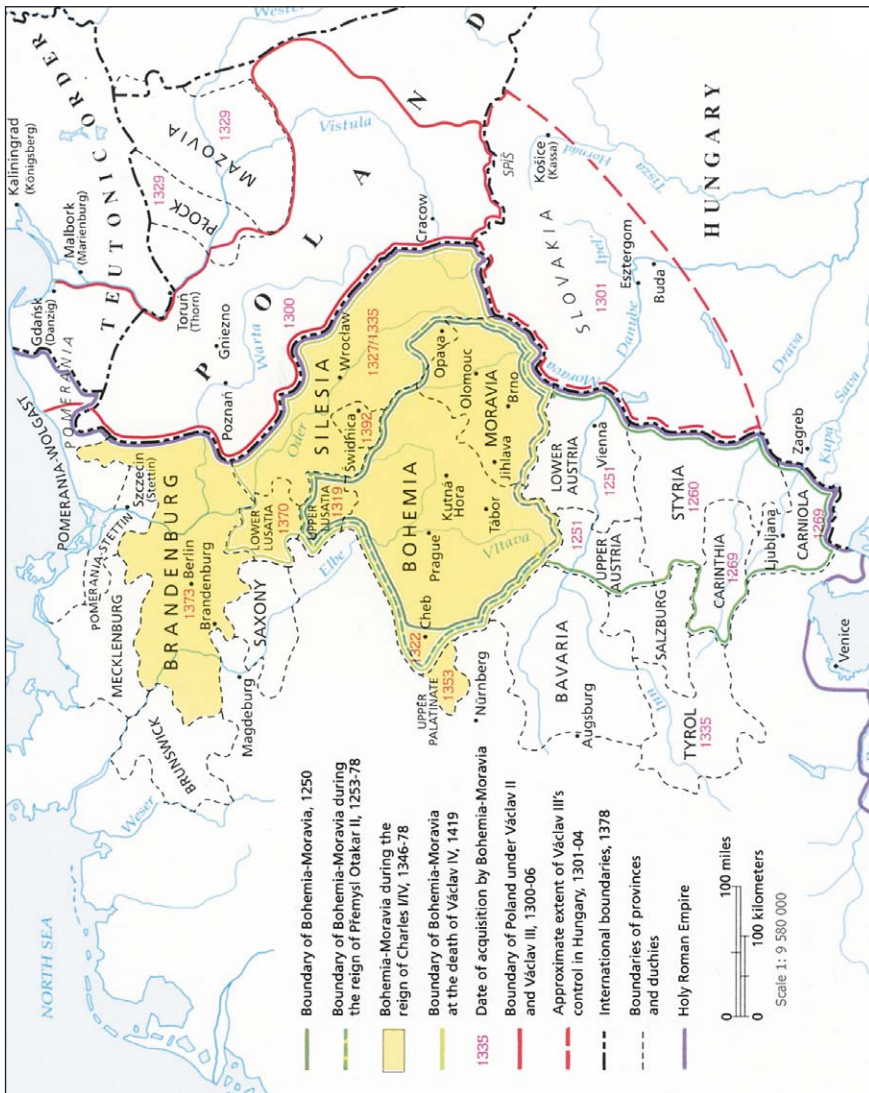 NORTH SEA
Kaliningrad
(Königsberg)
Gdańsk
(Danzig)
Malbork
(Marienburg)
POMERANIA-WOLGAST
POMERANIA
TEUTONIC ORDER
MECKLENBURG
POMERANIA-STETTIN
Szczecin
(Stettin)
Toruń
(Thorn)
PŁOCK
1329
MAZOVIA
1329
Weser
BRUNSWICK
BRANDENBURG
1373
Berlin
Brandenburg
Magdeburg
SAXONY
Poznań
Gniezno
Warta
POLAND
1300
Vistula
LOWER
LUSATIA
1370
Oder
SILESIA
Wrocław
1327/1335
UPPER
LUSATIA
1319
Świdnica
1392
Elbe
Cracow
Boundary of Bohemia-Moravia, 1250
Boundary of Bohemia-Moravia during
the reign of Přemysl Otakar II, 1253-78
Bohemia-Moravia during the
reign of Charles I/IV, 1346-78
Boundary of Bohemia-Moravia
at the death of Václav IV, 1419
1335 Date of acquisition by Bohemia-Moravia
Boundary of Poland under Václav II
and Václav III, 1300-06
Approximate extent of Václav III's
control in Hungary, 1301-04
International boundaries, 1378
Boundaries of provinces
and duchies
Holy Roman Empire
0 100 miles
0 100 kilometers
Scale 1: 9 580 000
1322
Cheb
UPPER
PALATINATE
1353
Nürnberg
BOHEMIA
Prague
Kutná
Hora
Tábor
Vltava
Opava
Olomouc
MORAVIA
Jihlava
Brno
SPIŠ
Košice
(Kassa)
Hornád
SLOVAKIA
1301
Ipel'
Tisza
Morava
Danube
Esztergom
Buda
HUNGARY
BAVARIA
Augsburg
Inn
UPPER
AUSTRIA
1251
LOWER
AUSTRIA
Vienna
1251
SALZBURG
STYRIA
1260
TYROL
1335
CARINTHIA
1269
Ljubljana
CARNIOLA
1269
Zagreb
Drava
Sava
Kupa
Venice